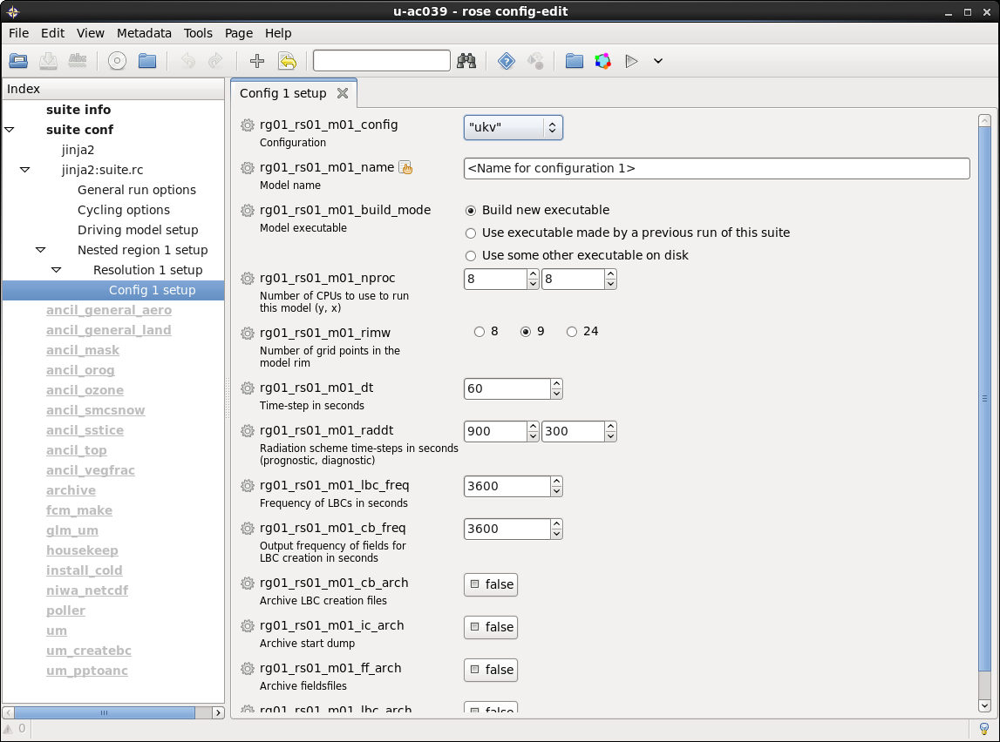 u-ac039 - rose config-edit
File Edit View Metadata Tools Page Help
Abc
Index
suite info
suite conf
jinja2
jinja2:suite.rc
General run options
Cycling options
Driving model setup
Nested region 1 setup
Resolution 1 setup
Config 1 setup
ancil_general_aero
ancil_general_land
ancil_mask
ancil_orog
ancil_ozone
ancil_smcsnow
ancil_sstice
ancil_top
ancil_vegfrac
archive
fcm_make
glm_um
housekeep
install_cold
niwa_netcdf
poller
um
um_createbc
um_pptoanc
0
Config 1 setup
rg01_rs01_m01_config "ukv"
Configuration
rg01_rs01_m01_name <Name for configuration 1>
Model name
rg01_rs01_m01_build_mode Build new executable
Model executable
Use executable made by a previous run of this suite
Use some other executable on disk
rg01_rs01_m01_nproc 8 8
Number of CPUs to use to run
this model (y, x)
rg01_rs01_m01_rimw 8 9 24
Number of grid points in the
model rim
rg01_rs01_m01_dt 60
Time-step in seconds
rg01_rs01_m01_raddt 900 300
Radiation scheme time-steps in seconds
(prognostic, diagnostic)
rg01_rs01_m01_lbc_freq 3600
Frequency of LBCs in seconds
rg01_rs01_m01_cb_freq 3600
Output frequency of fields for
LBC creation in seconds
rg01_rs01_m01_cb_arch false
Archive LBC creation files
rg01_rs01_m01_ic_arch false
Archive start dump
rg01_rs01_m01_ff_arch false
Archive fieldsfiles
rg01_rs01_m01_lbc_arch false